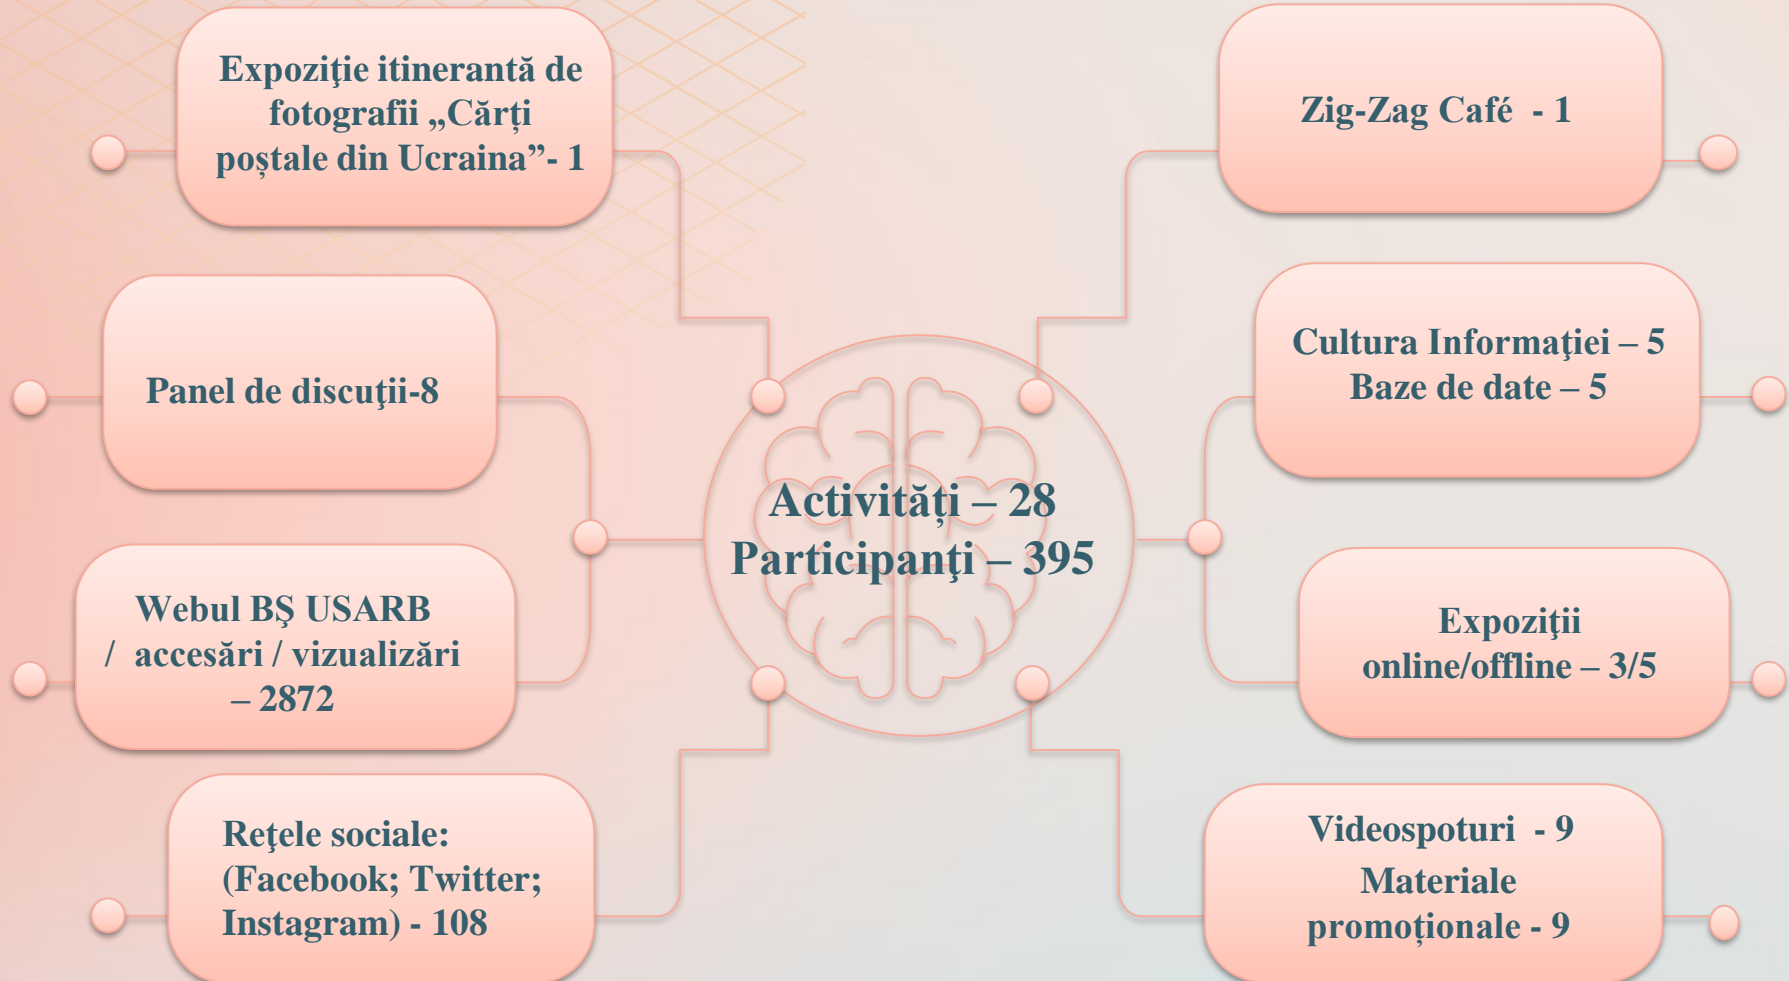 Expoziţie itinerantă de
fotografii „Cărți
poștale din Ucraina”- 1
Panel de discuţii-8
Webul BŞ USARB
/  accesări / vizualizări
– 2872
Reţele sociale:
(Facebook; Twitter;
Instagram) - 108
Activități – 28
Participanţi – 395
Zig-Zag Café  - 1
Cultura Informaţiei – 5
Baze de date – 5
Expoziţii
online/offline – 3/5
Videospoturi  - 9
Materiale
promoționale - 9